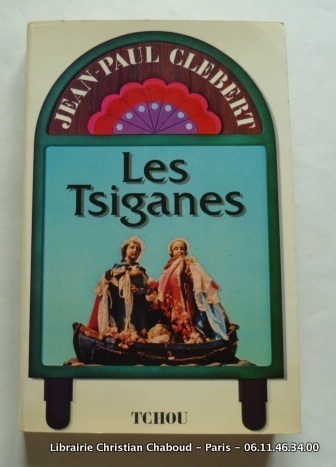 JEAN-PAUL CLEBERT
Les
Tsiganes
TCHOU
Librairie Christian Chaboud - Paris - 06.11.46.34.00